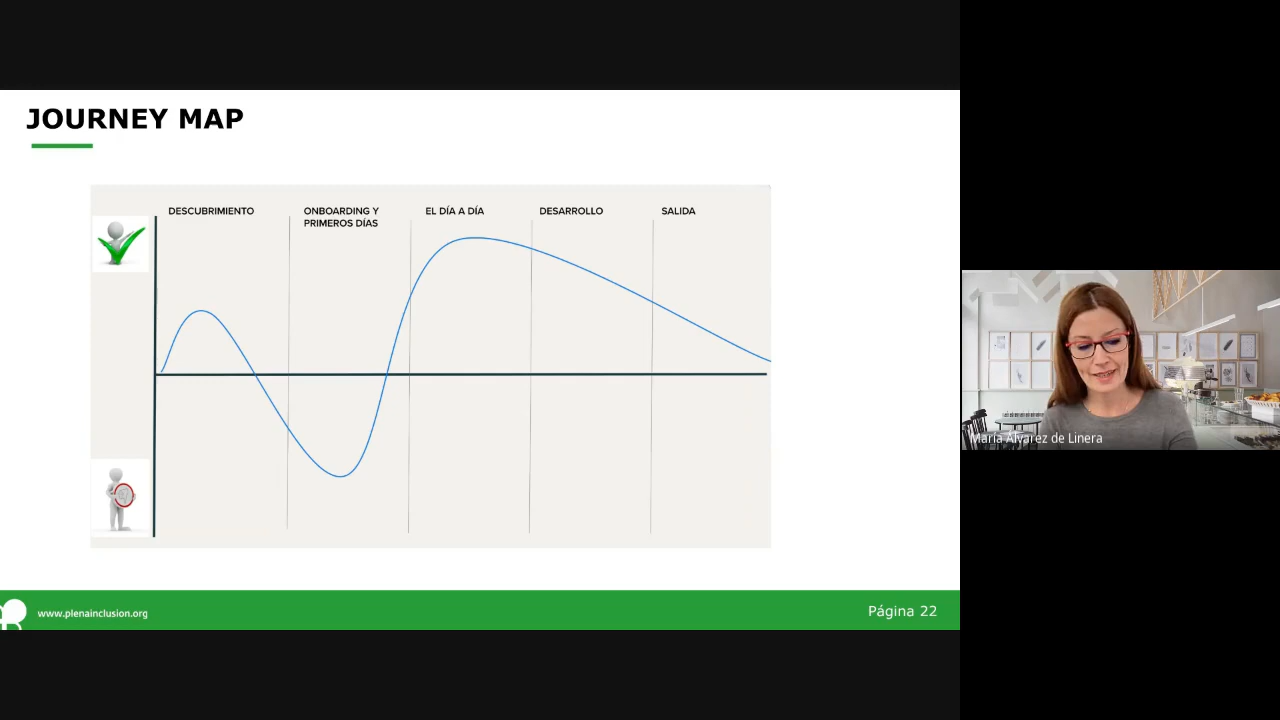 JOURNEY MAP
DESCUBRIMIENTO
ONBOARDING Y
PRIMEROS DÍAS
EL DÍA A DÍA
DESARROLLO
SALIDA
www.plenainclusion.org
Página 22
María Álvarez de Linera